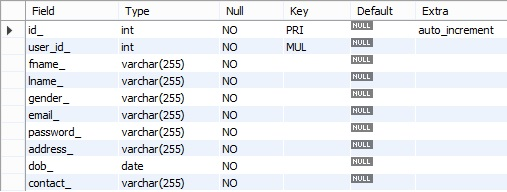 Field Type Null Key Default Extra
id_ int NO PRI NULL auto_increment
user_id_ int NO MUL NULL
fname_ varchar(255) NO NULL
lname_ varchar(255) NO NULL
gender_ varchar(255) NO NULL
email_ varchar(255) NO NULL
password_ varchar(255) NO NULL
address_ varchar(255) NO NULL
dob_ date NO NULL
contact_ varchar(255) NO NULL